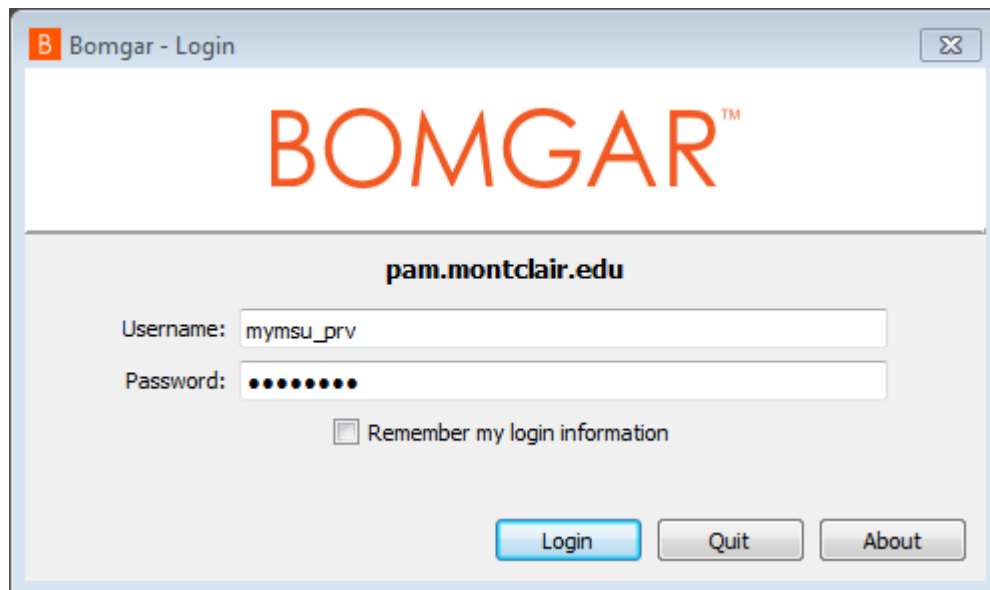 B Bomgar - Login
BOMGAR™
pam.montclair.edu
Username: mymsu_prv
Password: ●●●●●●●●
Remember my login information
Login Quit About